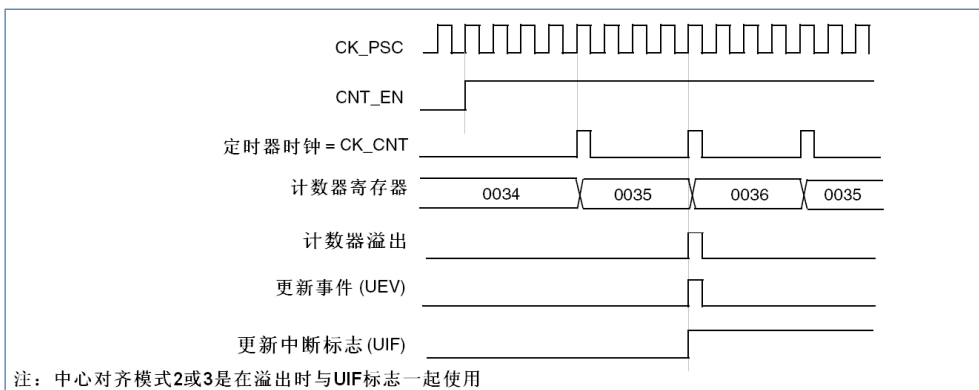 CK_PSC
CNT_EN
定时器时钟 = CK_CNT
计数器寄存器 0034 0035 0036 0035
计数器溢出
更新事件 (UEV)
更新中断标志 (UIF)
注：中心对齐模式2或3是在溢出时与UIF标志一起使用